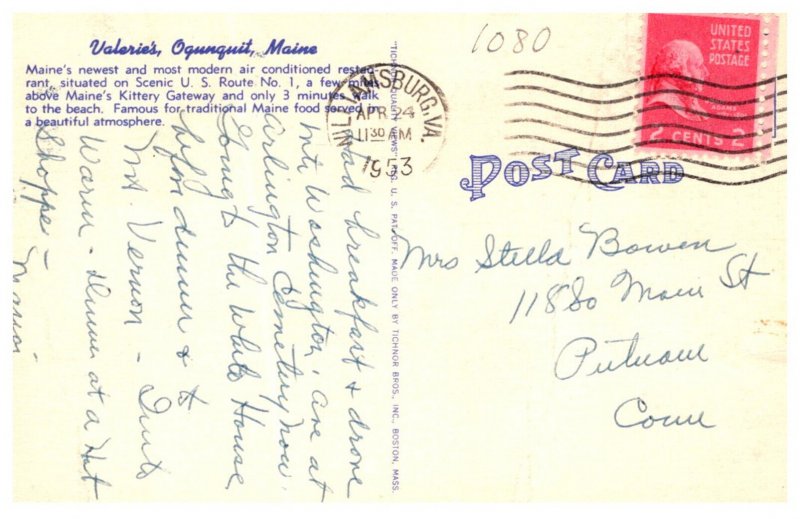 Valerie's, Ogunquit, Maine
Maine's newest and most modern air conditioned restau-
rant, situated on Scenic U. S. Route No. 1, a few miles
above Maine's Kittery Gateway and only 3 minutes walk
to the beach. Famous for traditional Maine food served in
a beautiful atmosphere.
Had breakfast & drove
into Washington, are at
Arlington Cemetery now.
Going to the White House,
for dinner & to
Mt. Vernon -
Warm - dinner at a Hat
Shoppe -
"TICHNOR QUALITY VIEWS," REG. U. S. PAT. OFF. MADE ONLY BY TICHNOR BROS., INC., BOSTON, MASS.
1080
WILLIAMSBURG, VA.
APR 24
11 30 AM
1953
UNITED
STATES
POSTAGE
ADAMS
2 CENTS 2
POST CARD
Mrs Stella Bowen
11880 Main St
Putnam
Conn